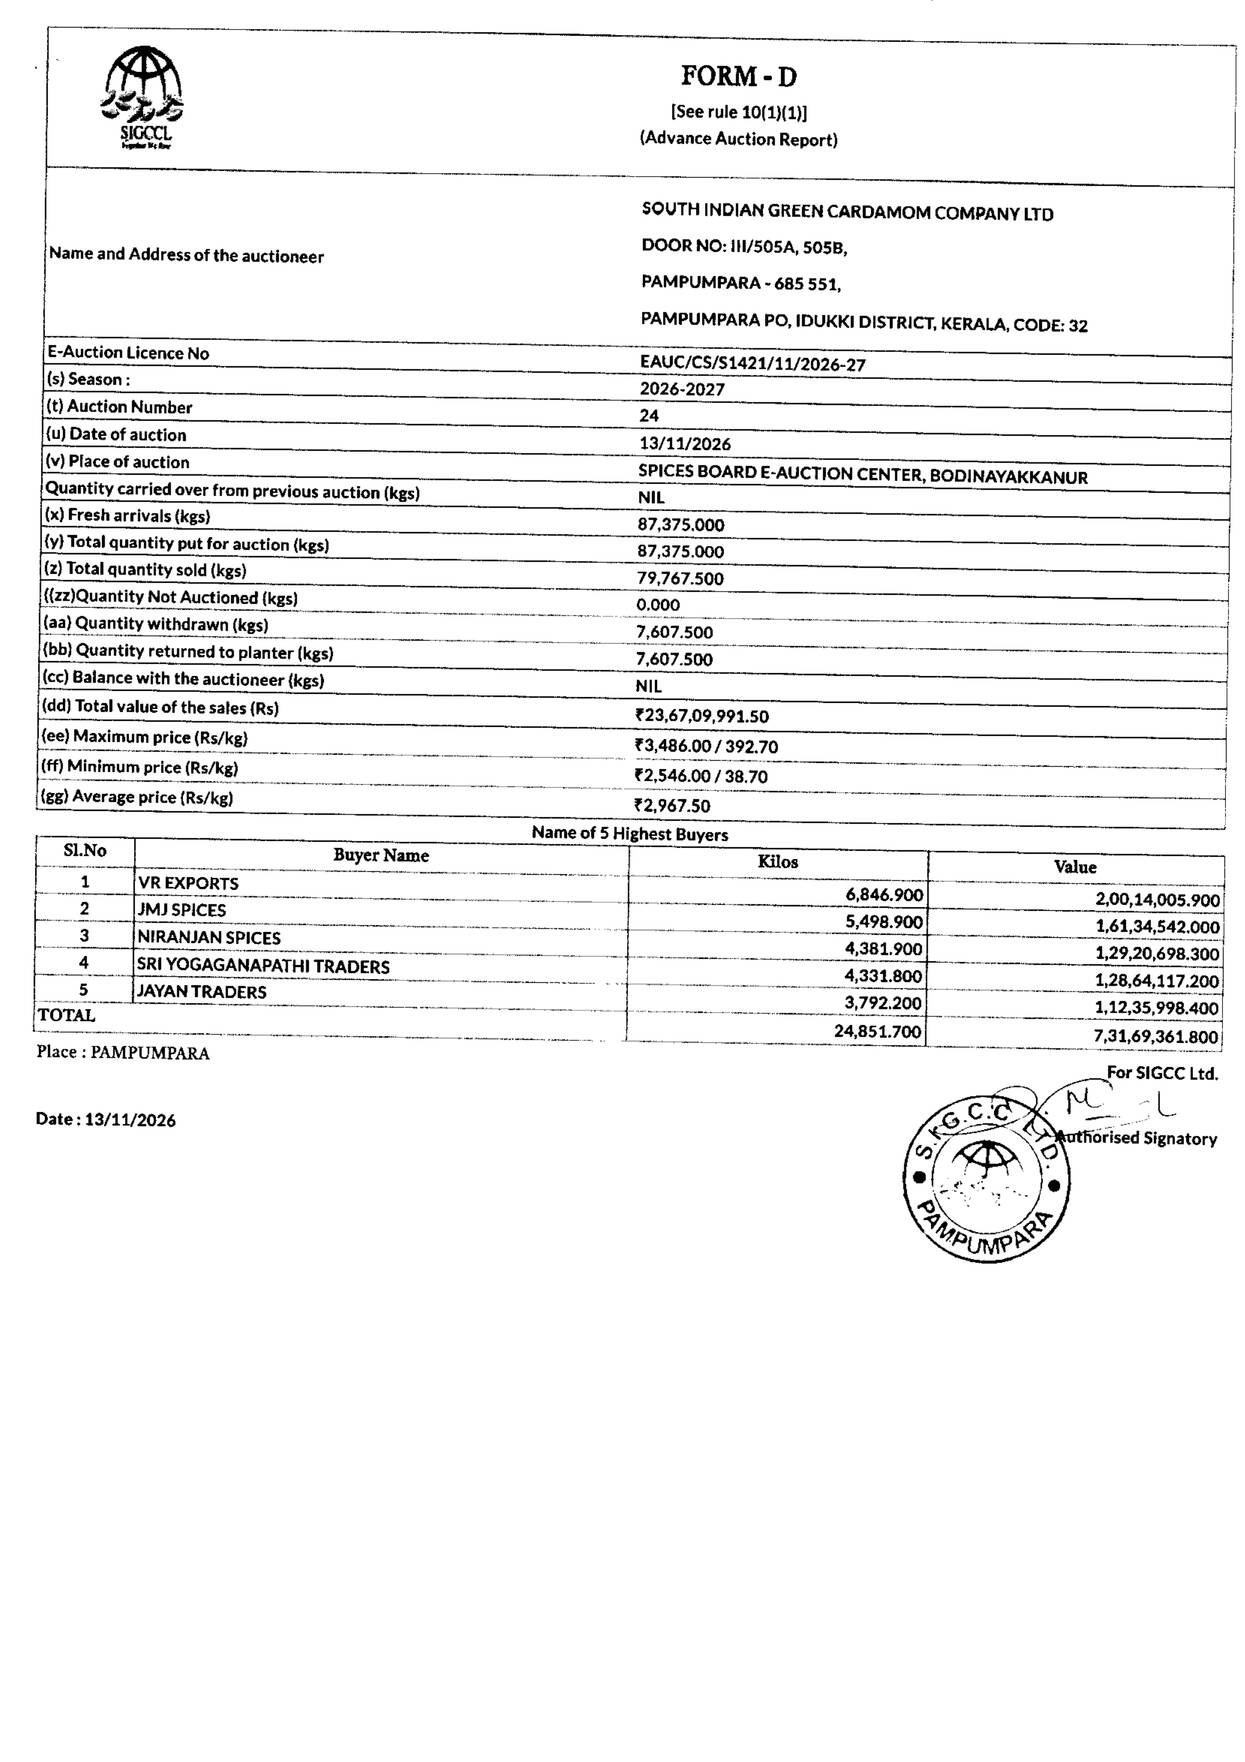 SIGCCL
Together We Grow
FORM - D
[See rule 10(1)(1)]
(Advance Auction Report)
Name and Address of the auctioneer
SOUTH INDIAN GREEN CARDAMOM COMPANY LTD
DOOR NO: III/505A, 505B,
PAMPUMPARA - 685 551,
PAMPUMPARA PO, IDUKKI DISTRICT, KERALA, CODE: 32
E-Auction Licence No EAUC/CS/S1421/11/2026-27
(s) Season : 2026-2027
(t) Auction Number 24
(u) Date of auction 13/11/2026
(v) Place of auction SPICES BOARD E-AUCTION CENTER, BODINAYAKKANUR
Quantity carried over from previous auction (kgs) NIL
(x) Fresh arrivals (kgs) 87,375.000
(y) Total quantity put for auction (kgs) 87,375.000
(z) Total quantity sold (kgs) 79,767.500
((zz)Quantity Not Auctioned (kgs) 0.000
(aa) Quantity withdrawn (kgs) 7,607.500
(bb) Quantity returned to planter (kgs) 7,607.500
(cc) Balance with the auctioneer (kgs) NIL
(dd) Total value of the sales (Rs) ₹23,67,09,991.50
(ee) Maximum price (Rs/kg) ₹3,486.00 / 392.70
(ff) Minimum price (Rs/kg) ₹2,546.00 / 38.70
(gg) Average price (Rs/kg) ₹2,967.50
Name of 5 Highest Buyers
Sl.No Buyer Name Kilos Value
1 VR EXPORTS 6,846.900 2,00,14,005.900
2 JMJ SPICES 5,498.900 1,61,34,542.000
3 NIRANJAN SPICES 4,381.900 1,29,20,698.300
4 SRI YOGAGANAPATHI TRADERS 4,331.800 1,28,64,117.200
5 JAYAN TRADERS 3,792.200 1,12,35,998.400
TOTAL 24,851.700 7,31,69,361.800
Place : PAMPUMPARA
For SIGCC Ltd.
Date : 13/11/2026
Authorised Signatory
S.I.G.C.C LTD.
PAMPUMPARA